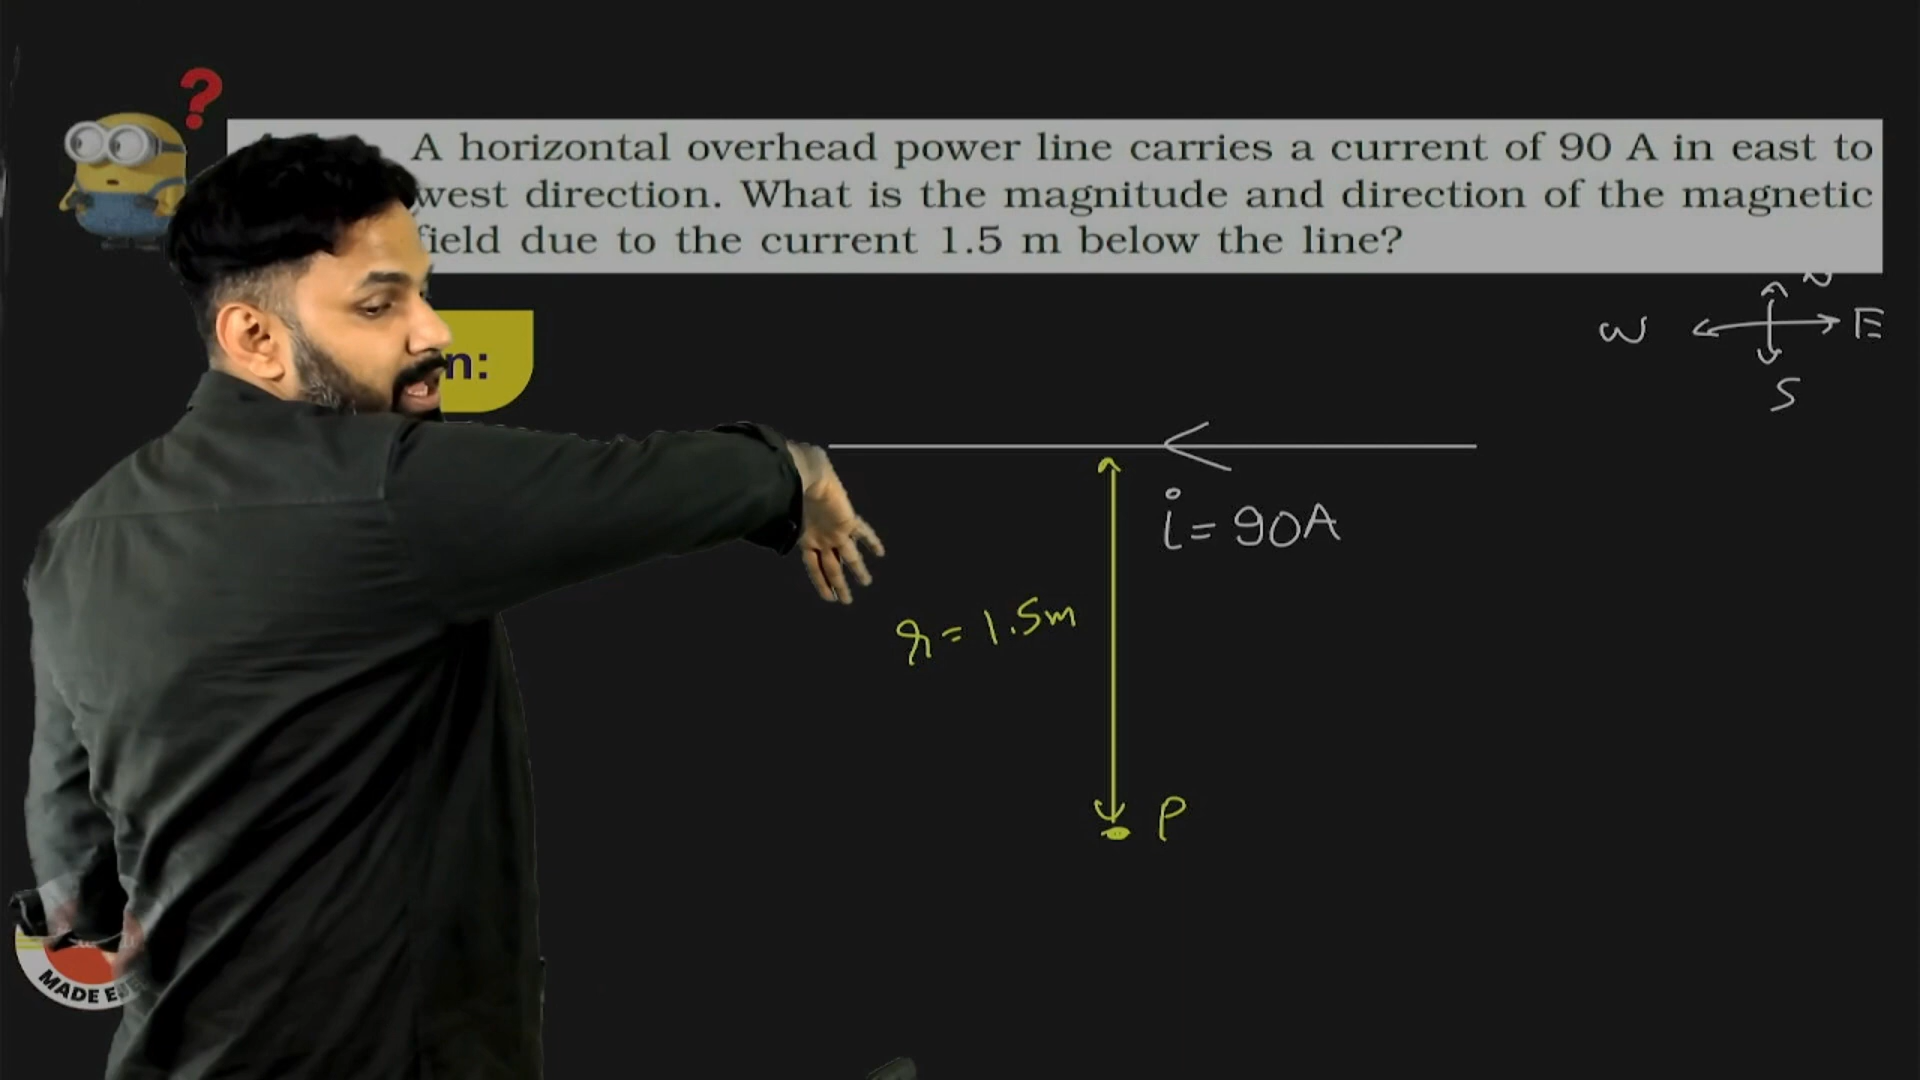 ?
A horizontal overhead power line carries a current of 90 A in east to
west direction. What is the magnitude and direction of the magnetic
field due to the current 1.5 m below the line?
N
W E
S
n:
i = 90A
r = 1.5m
P
MADE